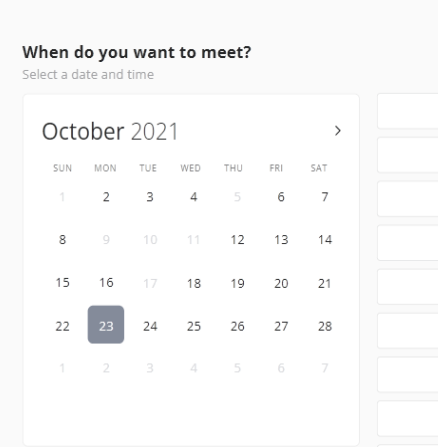 When do you want to meet?
Select a date and time
October 2021
SUN MON TUE WED THU FRI SAT
1 2 3 4 5 6 7
8 9 10 11 12 13 14
15 16 17 18 19 20 21
22 23 24 25 26 27 28
1 2 3 4 5 6 7